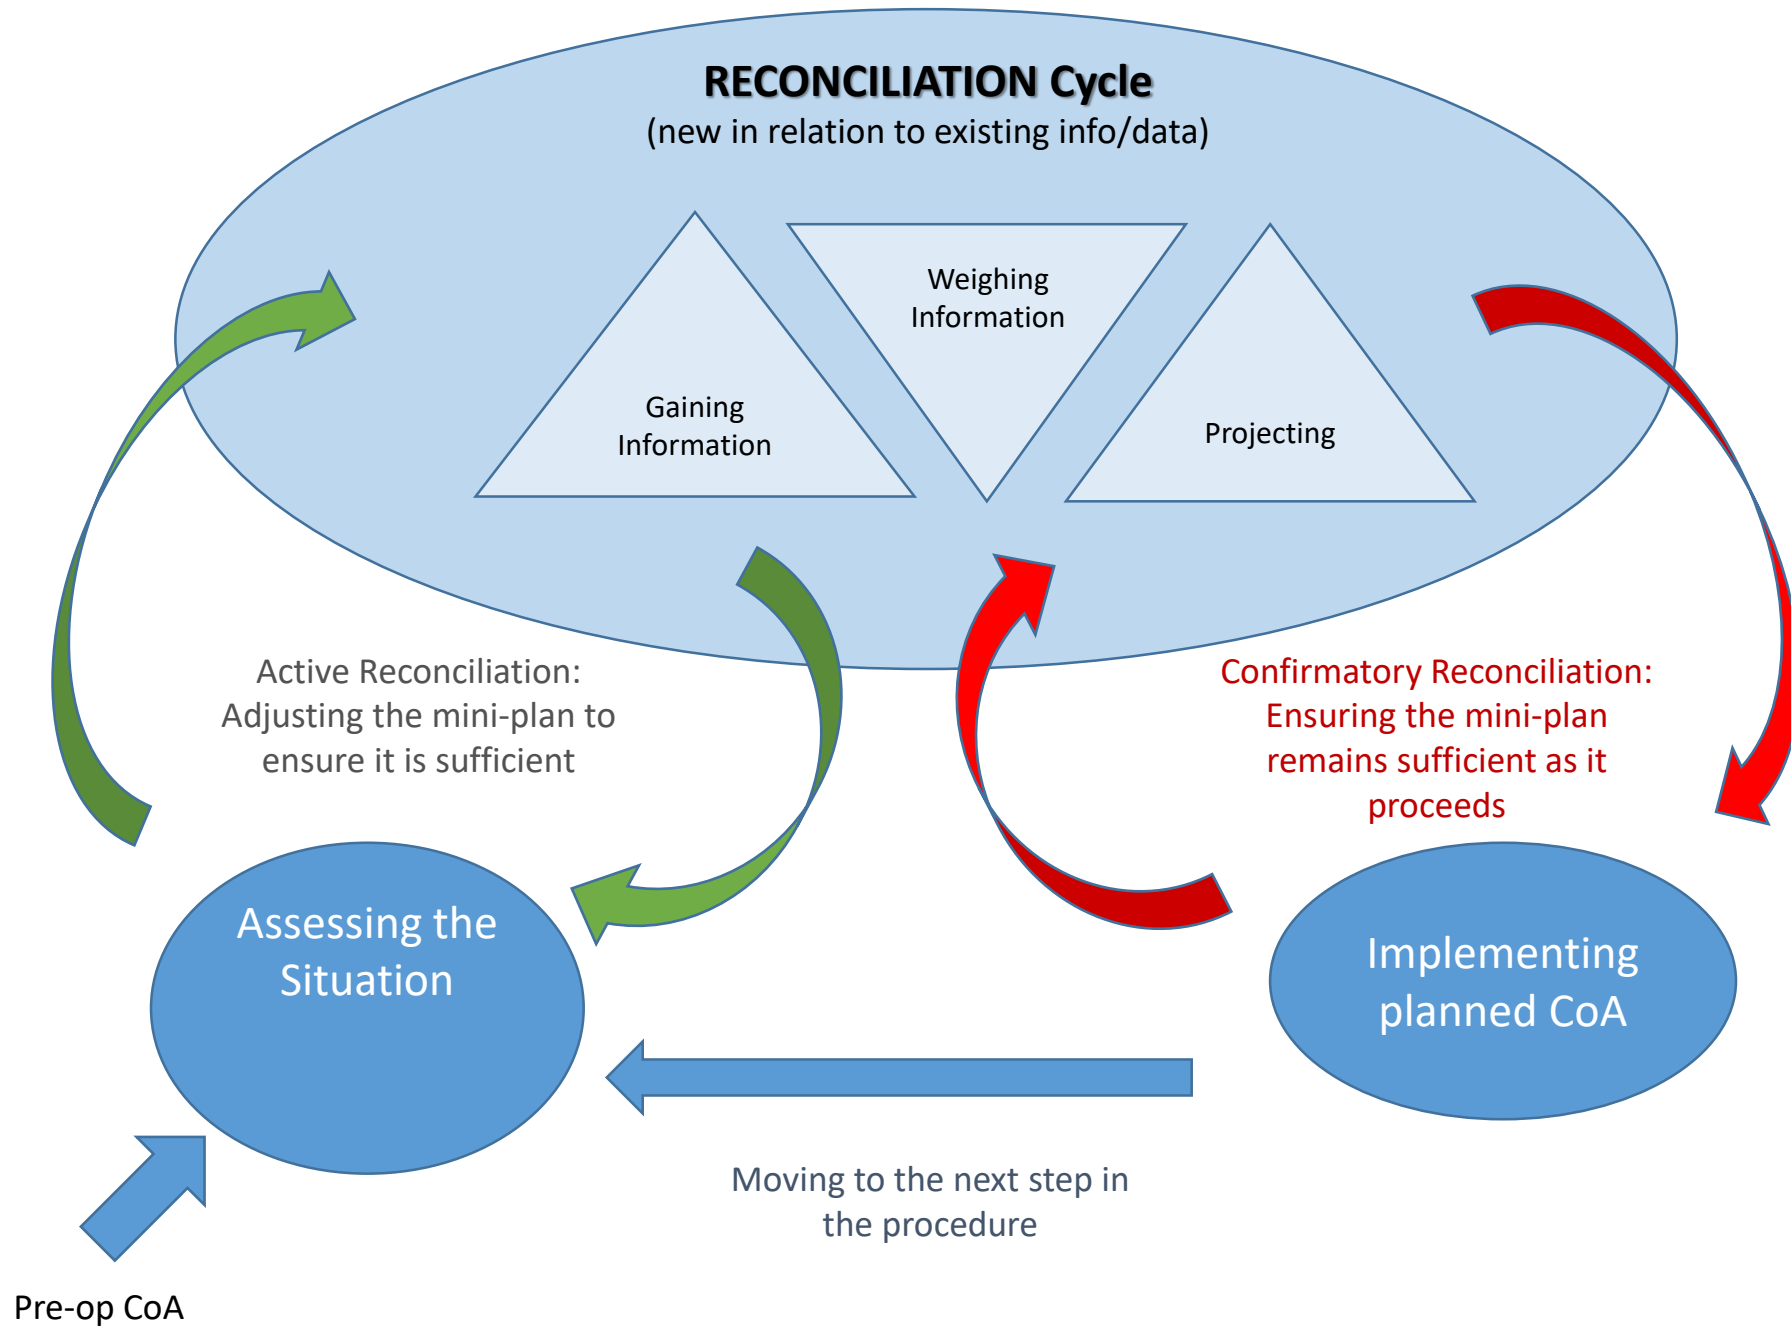 RECONCILIATION Cycle
(new in relation to existing info/data)
Weighing
Information
Gaining
Information
Projecting
Active Reconciliation:
Adjusting the mini-plan to
ensure it is sufficient
Confirmatory Reconciliation:
Ensuring the mini-plan
remains sufficient as it
proceeds
Assessing the
Situation
Implementing
planned CoA
Moving to the next step in
the procedure
Pre-op CoA